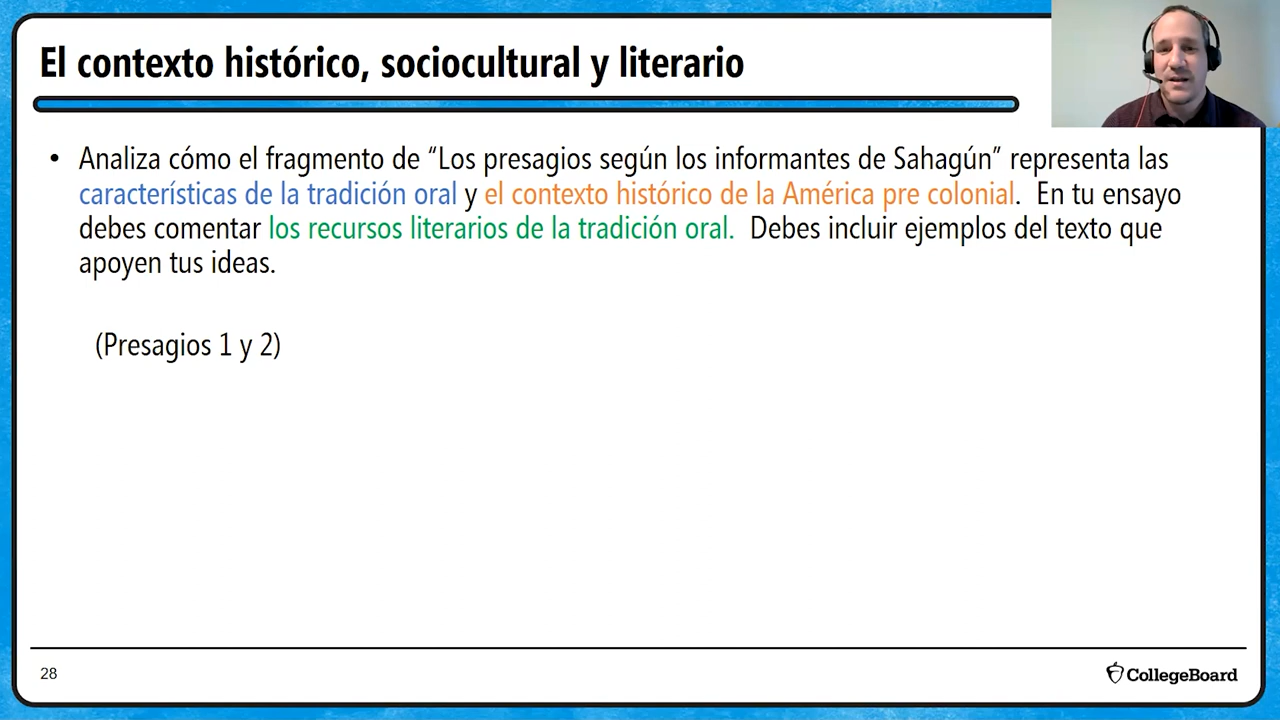 El contexto histórico, sociocultural y literario
• Analiza cómo el fragmento de “Los presagios según los informantes de Sahagún” representa las
características de la tradición oral y el contexto histórico de la América pre colonial. En tu ensayo
debes comentar los recursos literarios de la tradición oral. Debes incluir ejemplos del texto que
apoyen tus ideas.
(Presagios 1 y 2)
28
CollegeBoard